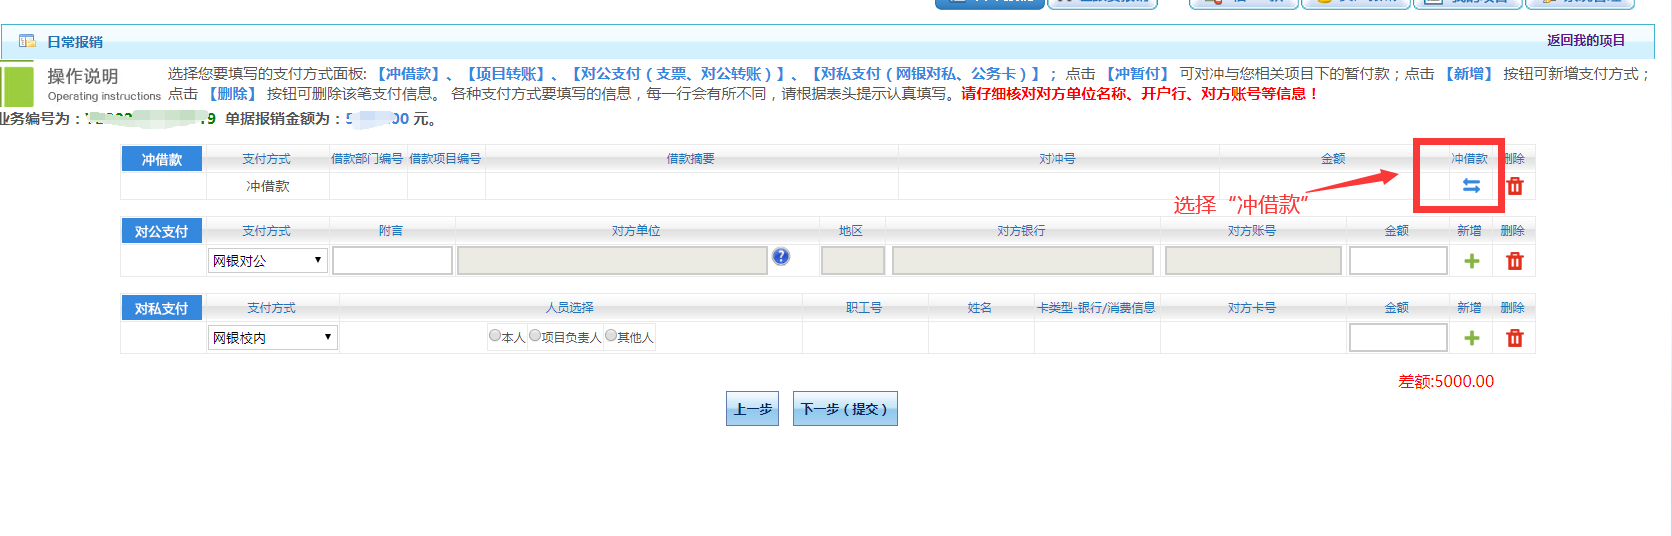 日常报销
返回我的项目
操作说明
Operating instructions
选择您要填写的支付方式面板:【冲借款】、【项目转账】、【对公支付（支票、对公转账）】、【对私支付（网银对私、公务卡）】；点击 【冲暂付】 可对冲与您相关项目下的暂付款；点击 【新增】 按钮可新增支付方式；
点击 【删除】 按钮可删除该笔支付信息。 各种支付方式要填写的信息，每一行会有所不同，请根据表头提示认真填写。请仔细核对对方单位名称、开户行、对方账号等信息！
业务编号为： 19 单据报销金额为：5 00 元。
冲借款 支付方式 借款部门编号 借款项目编号 借款摘要 对冲号 金额 冲借款 删除
冲借款
选择“冲借款”
对公支付 支付方式 附言 对方单位 地区 对方银行 对方账号 金额 新增 删除
网银对公
对私支付 支付方式 人员选择 职工号 姓名 卡类型-银行/消费信息 对方卡号 金额 新增 删除
网银校内 本人 项目负责人 其他人
差额:5000.00
上一步 下一步（提交）